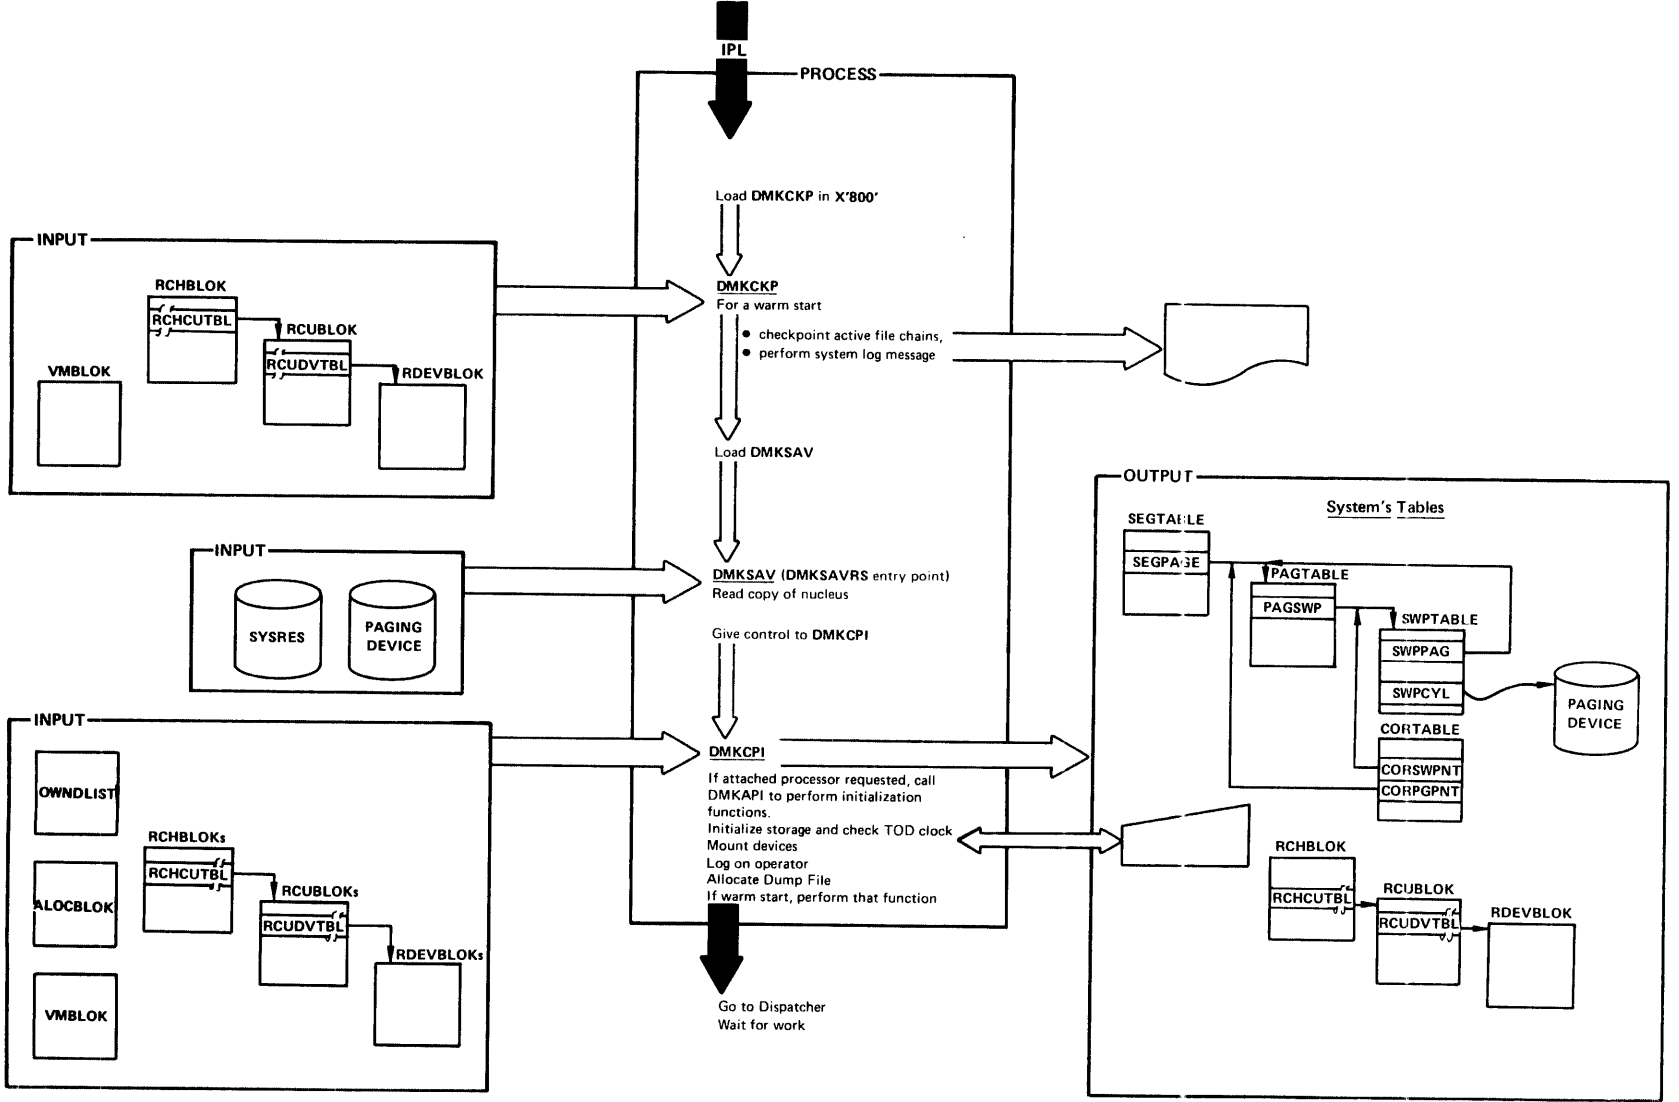 IPL
PROCESS
Load DMKCKP in X'800'
INPUT
RCHBLOK
RCHCUTBL
RCUBLOK
RCUDVTBL
VMBLOK
RDEVBLOK
DMKCKP
For a warm start
• checkpoint active file chains,
• perform system log message
Load DMKSAV
INPUT
SYSRES
PAGING
DEVICE
DMKSAV (DMKSAVRS entry point)
Read copy of nucleus
Give control to DMKCPI
INPUT
OWNDLIST
RCHBLOKs
RCHCUTBL
ALOCBLOK
RCUBLOKs
RCUDVTBL
RDEVBLOKs
VMBLOK
DMKCPI
If attached processor requested, call
DMKAPI to perform initialization
functions.
Initialize storage and check TOD clock
Mount devices
Log on operator
Allocate Dump File
If warm start, perform that function
Go to Dispatcher
Wait for work
OUTPUT
System's Tables
SEGTABLE
SEGPAGE
PAGTABLE
PAGSWP
SWPTABLE
SWPPAG
SWPCYL
PAGING
DEVICE
CORTABLE
CORSWPNT
CORPGPNT
RCHBLOK
RCHCUTBL
RCUBLOK
RCUDVTBL
RDEVBLOK